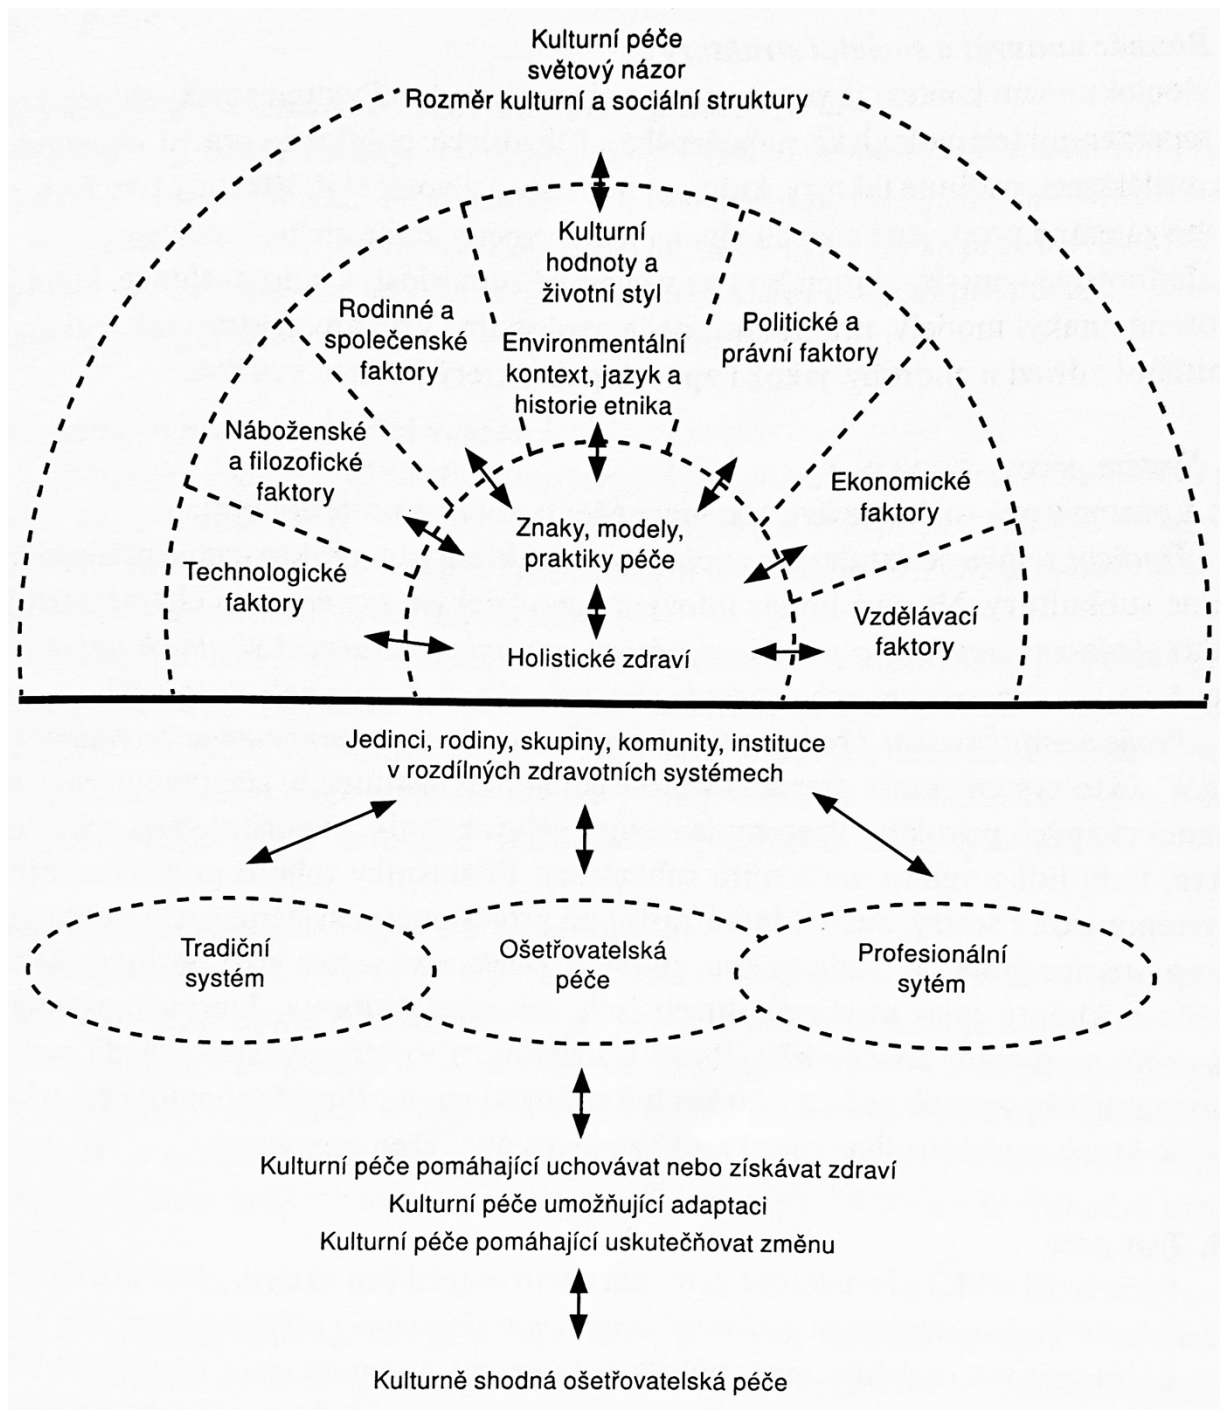 Kulturní péče
světový názor
Rozměr kulturní a sociální struktury
Kulturní
hodnoty a
životní styl
Rodinné a
společenské
faktory
Environmentální
kontext, jazyk a
historie etnika
Politické a
právní faktory
Náboženské
a filozofické
faktory
Ekonomické
faktory
Znaky, modely,
praktiky péče
Technologické
faktory
Vzdělávací
faktory
Holistické zdraví
Jedinci, rodiny, skupiny, komunity, instituce
v rozdílných zdravotních systémech
Tradiční
systém
Ošetřovatelská
péče
Profesionální
sytém
Kulturní péče pomáhající uchovávat nebo získávat zdraví
Kulturní péče umožňující adaptaci
Kulturní péče pomáhající uskutečňovat změnu
Kulturně shodná ošetřovatelská péče